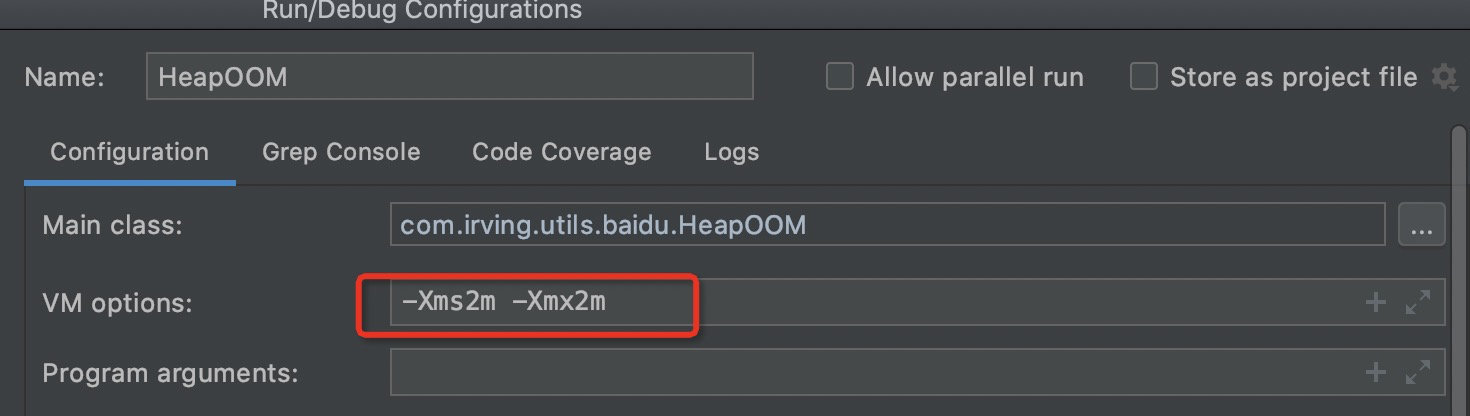 Run/Debug Configurations
Name: HeapOOM Allow parallel run Store as project file
Configuration Grep Console Code Coverage Logs
Main class: com.irving.utils.baidu.HeapOOM ...
VM options: -Xms2m -Xmx2m
Program arguments: